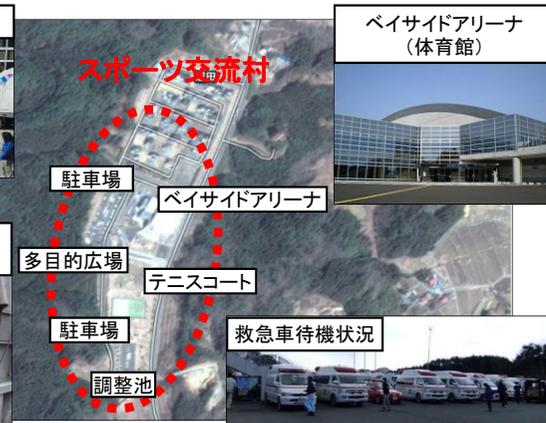 スポーツ交流村
ベイサイドアリーナ
(体育館)
駐車場
ベイサイドアリーナ
多目的広場
テニスコート
駐車場
救急車待機状況
調整池